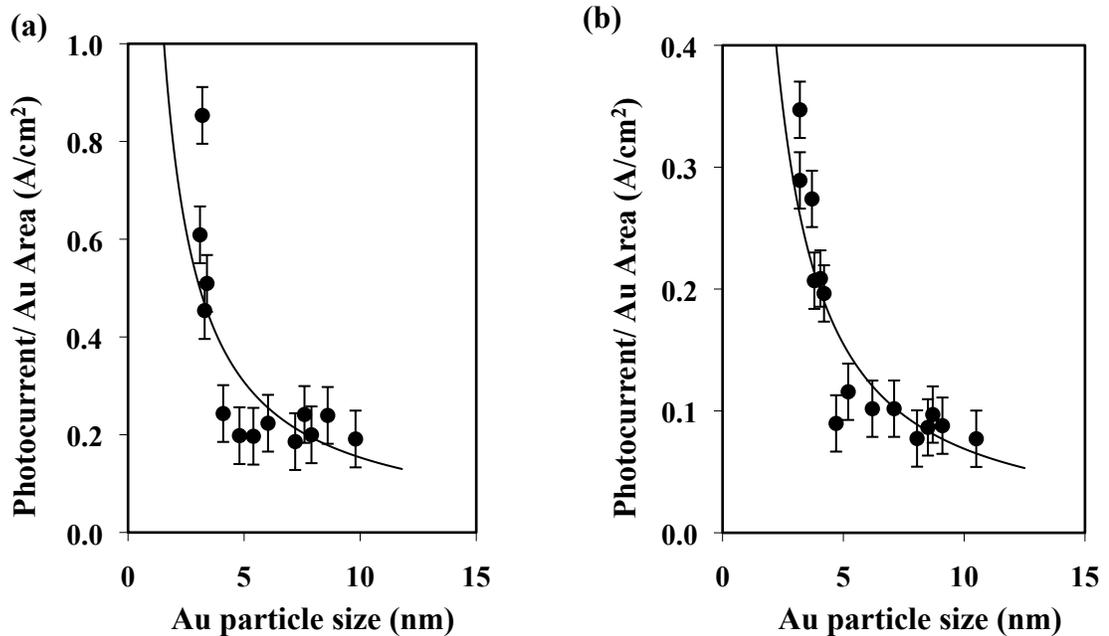 (a)
Photocurrent/ Au Area (A/cm²)
1.0
0.8
0.6
0.4
0.2
0.0
0 5 10 15
Au particle size (nm)
(b)
Photocurrent/ Au Area (A/cm²)
0.4
0.3
0.2
0.1
0.0
0 5 10 15
Au particle size (nm)